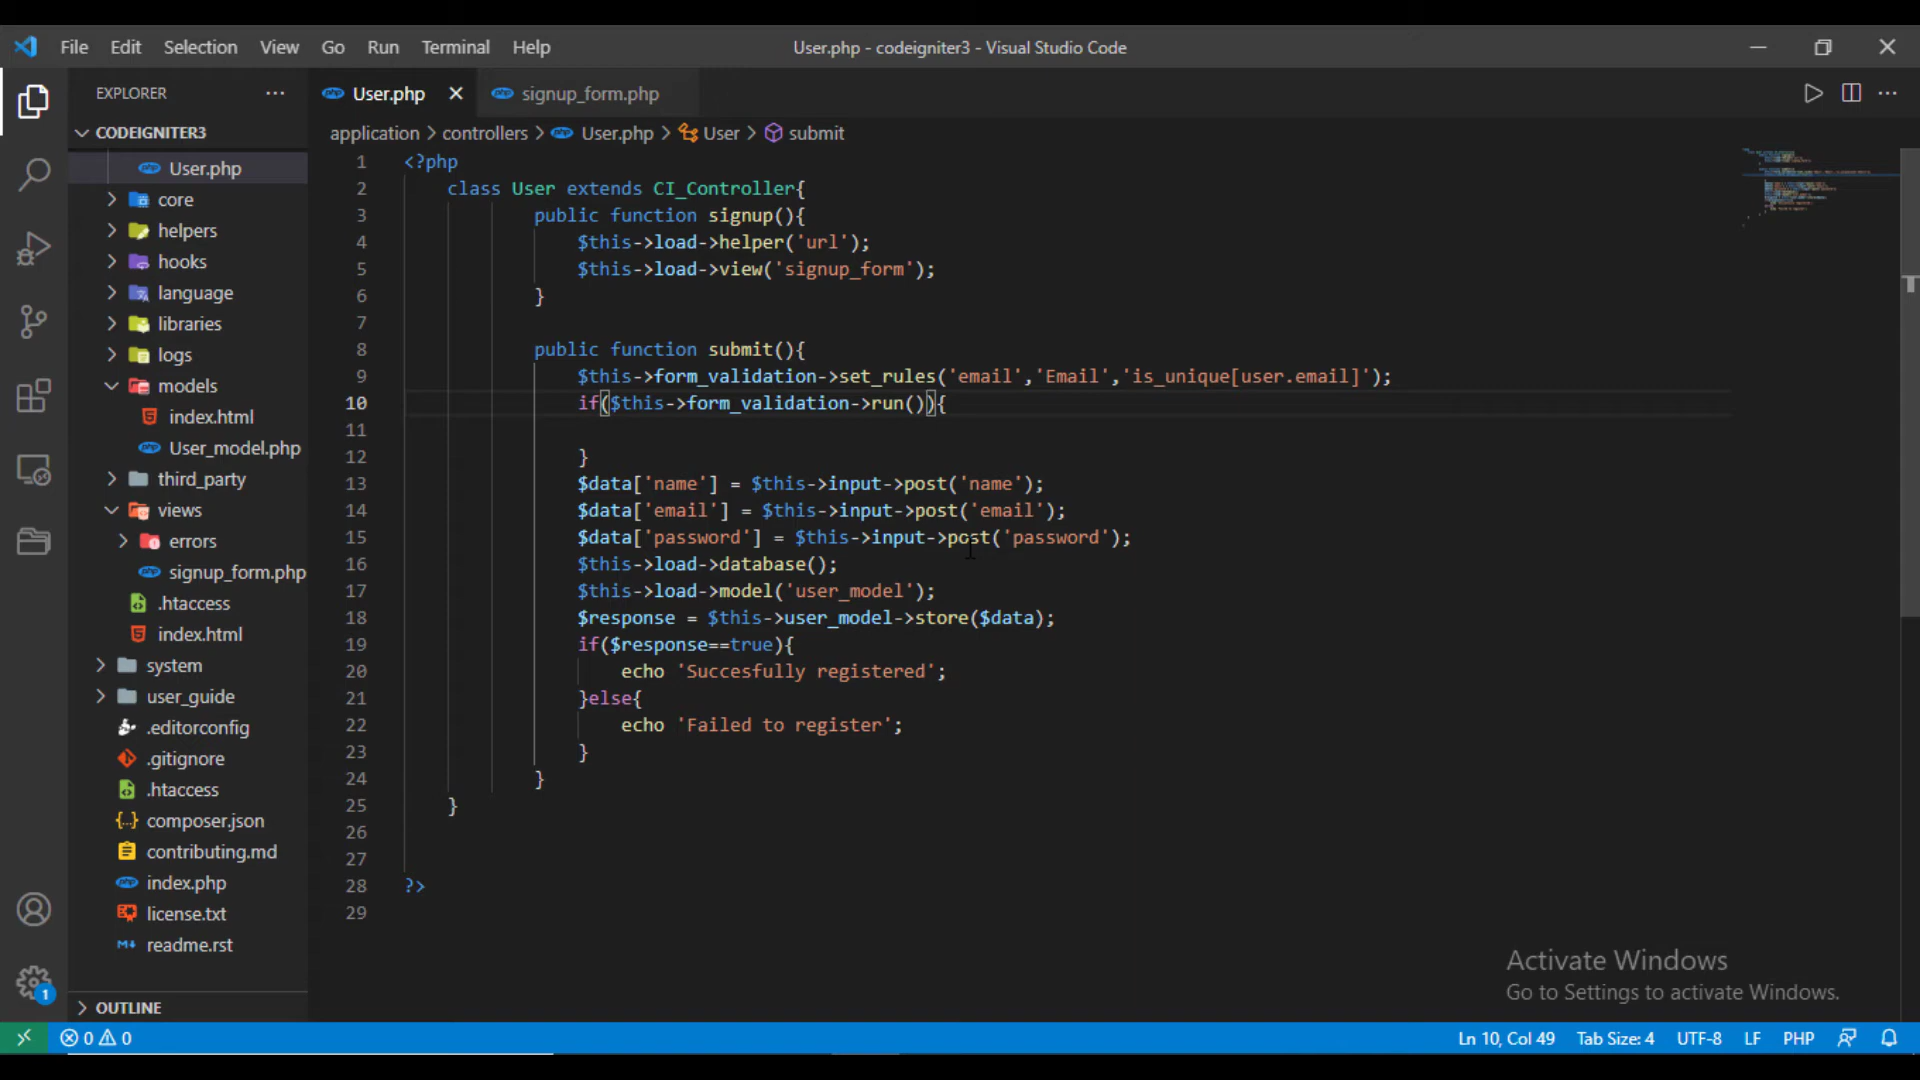 File Edit Selection View Go Run Terminal Help
User.php - codeigniter3 - Visual Studio Code
EXPLORER
User.php
signup_form.php
CODEIGNITER3
application > controllers > User.php > User > submit
User.php
core
helpers
hooks
language
libraries
logs
models
index.html
User_model.php
third_party
views
errors
signup_form.php
.htaccess
index.html
system
user_guide
.editorconfig
.gitignore
.htaccess
composer.json
contributing.md
index.php
license.txt
readme.rst
OUTLINE
1 <?php
2 class User extends CI_Controller{
3 public function signup(){
4 $this->load->helper('url');
5 $this->load->view('signup_form');
6 }
7
8 public function submit(){
9 $this->form_validation->set_rules('email','Email','is_unique[user.email]');
10 if($this->form_validation->run()){
11
12 }
13 $data['name'] = $this->input->post('name');
14 $data['email'] = $this->input->post('email');
15 $data['password'] = $this->input->post('password');
16 $this->load->database();
17 $this->load->model('user_model');
18 $response = $this->user_model->store($data);
19 if($response==true){
20 echo 'Succesfully registered';
21 }else{
22 echo 'Failed to register';
23 }
24 }
25 }
26
27
28 ?>
29
Activate Windows
Go to Settings to activate Windows.
1
0 0
Ln 10, Col 49 Tab Size: 4 UTF-8 LF PHP